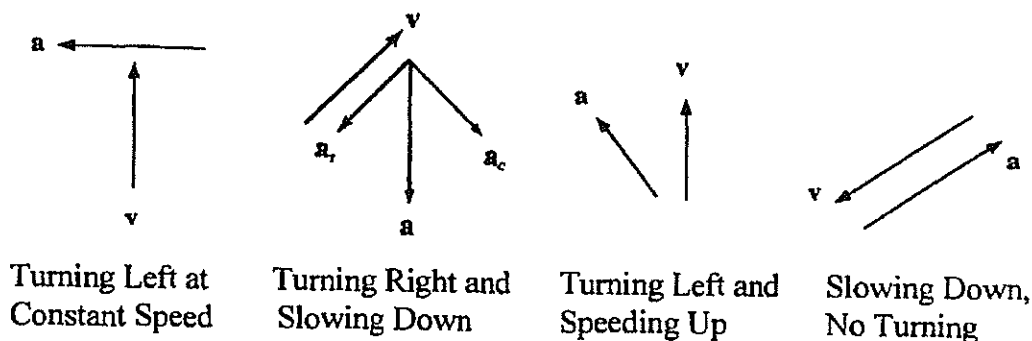 a
v
v
a_t
a_c
a
a
v
v
a
Turning Left at
Constant Speed
Turning Right and
Slowing Down
Turning Left and
Speeding Up
Slowing Down,
No Turning